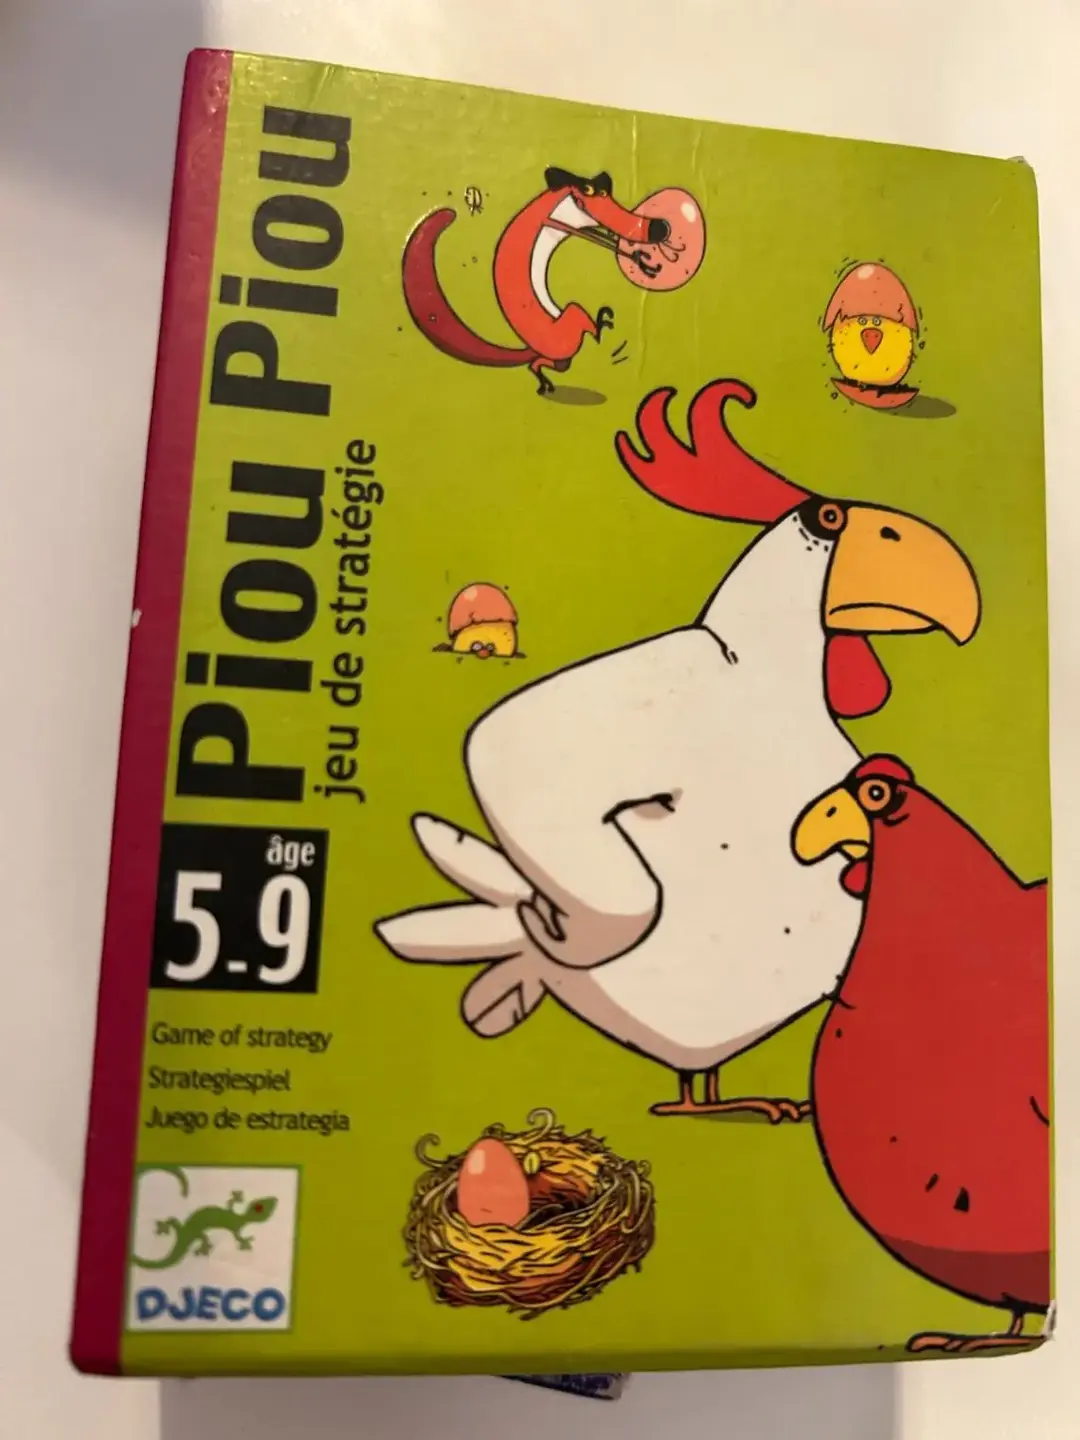 Piou Piou
jeu de stratégie
âge
5-9
Game of strategy
Strategiespiel
Juego de estrategia
DJECO